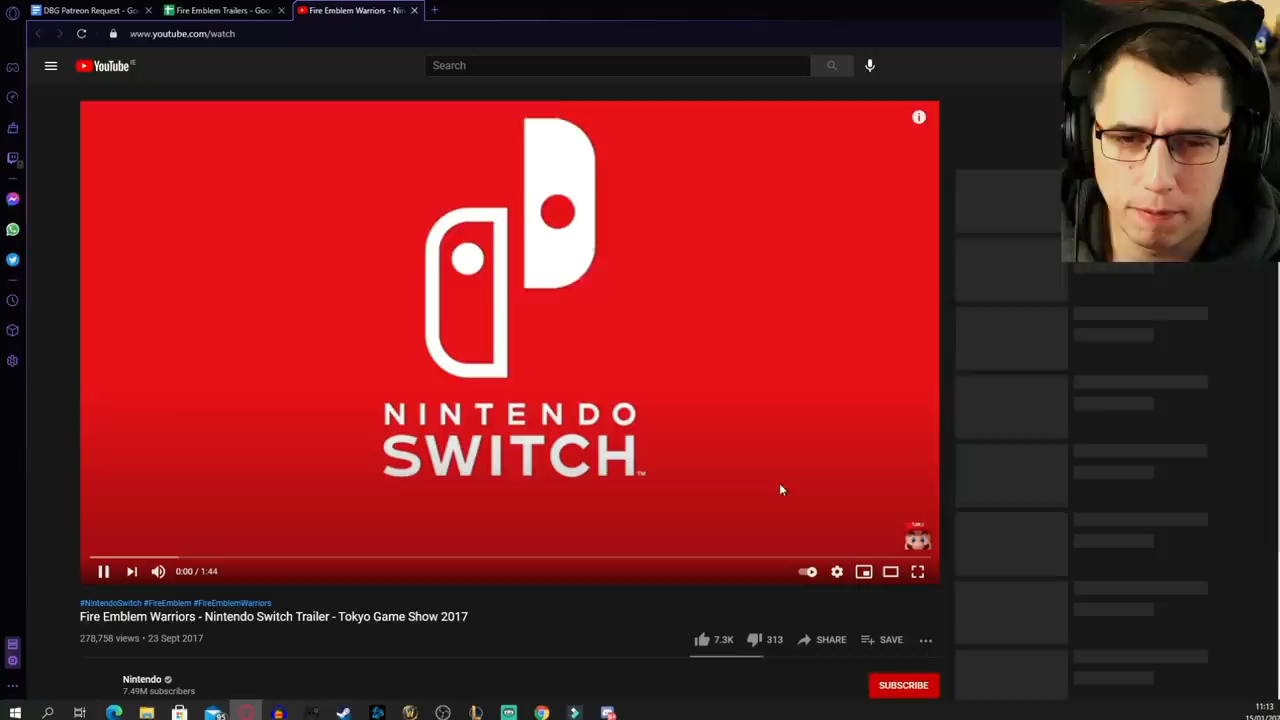 DBG Patreon Request - Go
Fire Emblem Trailers - Goo
Fire Emblem Warriors - Nin
www.youtube.com/watch
YouTube
Search
NINTENDO
SWITCH
0:00 / 1:44
#NintendoSwitch #FireEmblem #FireEmblemWarriors
Fire Emblem Warriors - Nintendo Switch Trailer - Tokyo Game Show 2017
278,758 views • 23 Sept 2017
7.3K
313
SHARE
SAVE
Nintendo
7.49M subscribers
SUBSCRIBE
11:13